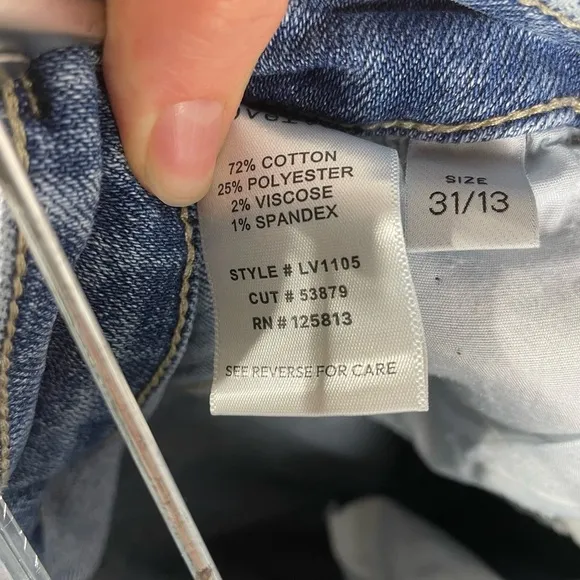 72% COTTON
25% POLYESTER
2% VISCOSE
1% SPANDEX
STYLE # LV1105
CUT # 53879
RN # 125813
SEE REVERSE FOR CARE
SIZE
31/13